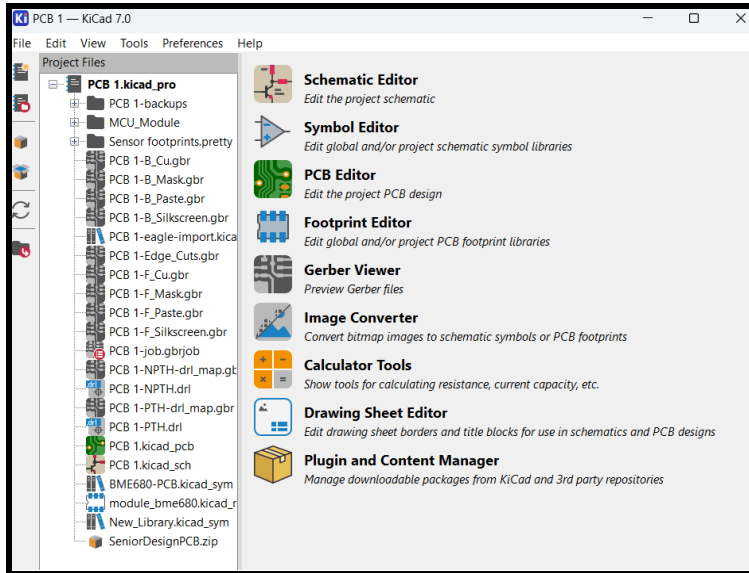 Ki PCB 1 — KiCad 7.0
File Edit View Tools Preferences Help
Project Files
PCB 1.kicad_pro
PCB 1-backups
MCU_Module
Sensor footprints.pretty
PCB 1-B_Cu.gbr
PCB 1-B_Mask.gbr
PCB 1-B_Paste.gbr
PCB 1-B_Silkscreen.gbr
PCB 1-eagle-import.kica
PCB 1-Edge_Cuts.gbr
PCB 1-F_Cu.gbr
PCB 1-F_Mask.gbr
PCB 1-F_Paste.gbr
PCB 1-F_Silkscreen.gbr
PCB 1-job.gbrjob
PCB 1-NPTH-drl_map.gb
drl PCB 1-NPTH.drl
PCB 1-PTH-drl_map.gbr
drl PCB 1-PTH.drl
PCB 1.kicad_pcb
PCB 1.kicad_sch
BME680-PCB.kicad_sym
module_bme680.kicad_r
New_Library.kicad_sym
SeniorDesignPCB.zip
Schematic Editor
Edit the project schematic
Symbol Editor
Edit global and/or project schematic symbol libraries
PCB Editor
Edit the project PCB design
Footprint Editor
Edit global and/or project PCB footprint libraries
Gerber Viewer
Preview Gerber files
Image Converter
Convert bitmap images to schematic symbols or PCB footprints
Calculator Tools
Show tools for calculating resistance, current capacity, etc.
Drawing Sheet Editor
Edit drawing sheet borders and title blocks for use in schematics and PCB designs
Plugin and Content Manager
Manage downloadable packages from KiCad and 3rd party repositories